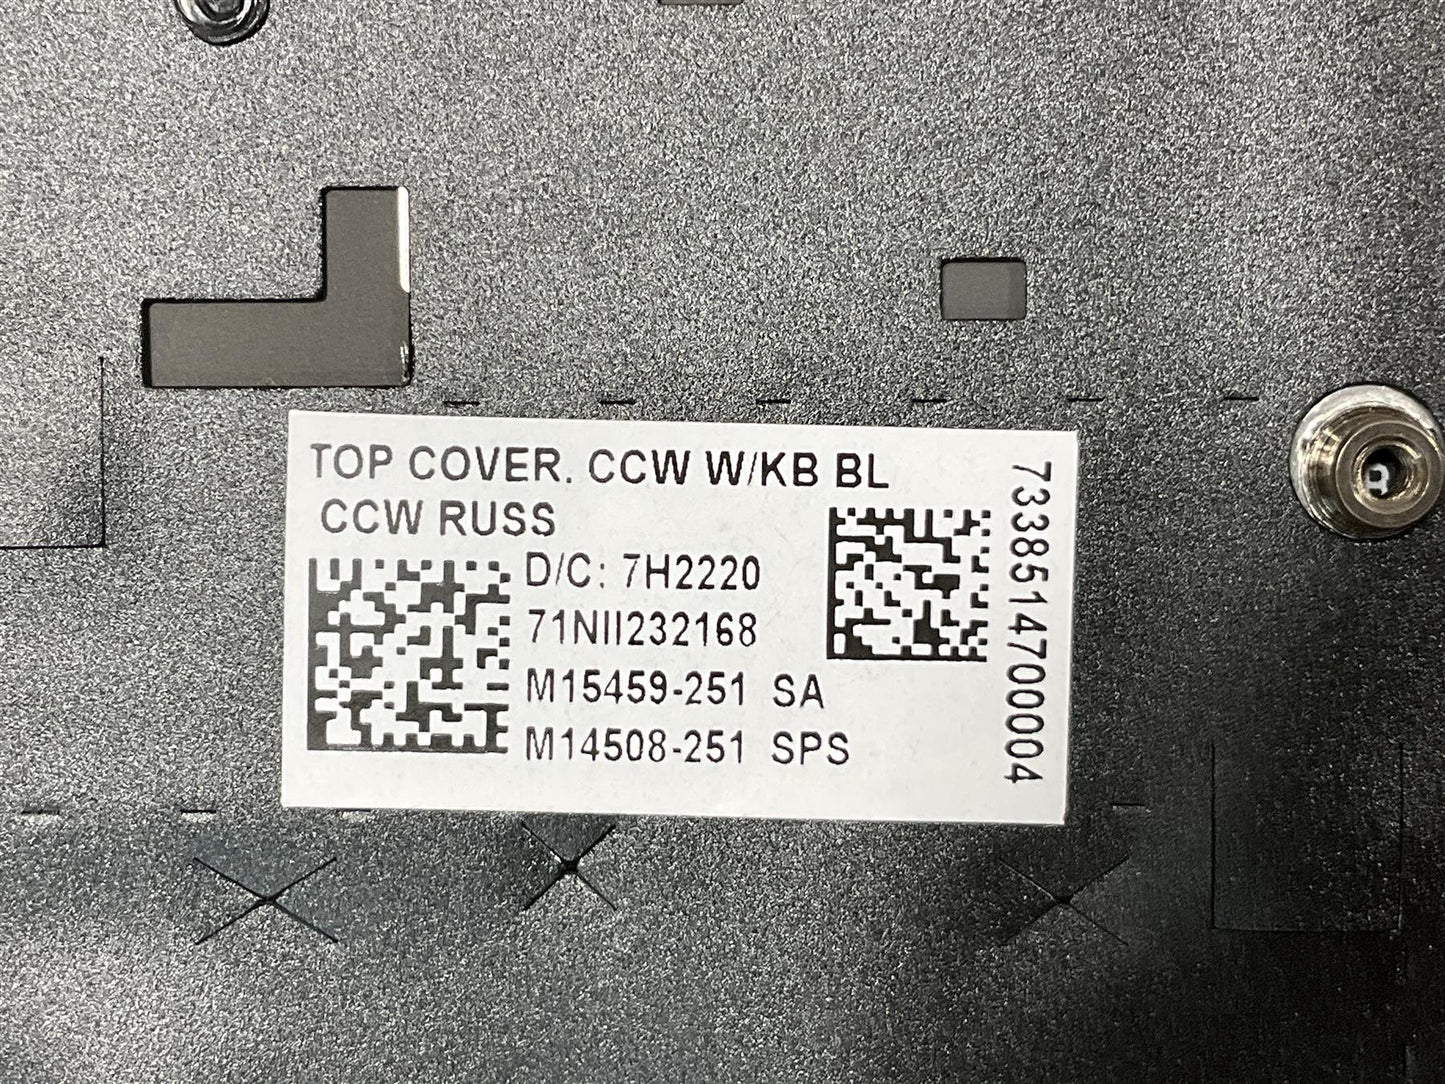 TOP COVER. CCW W/KB BL
CCW RUSS
D/C: 7H2220
71NII232168
M15459-251 SA
M14508-251 SPS
7338514700004